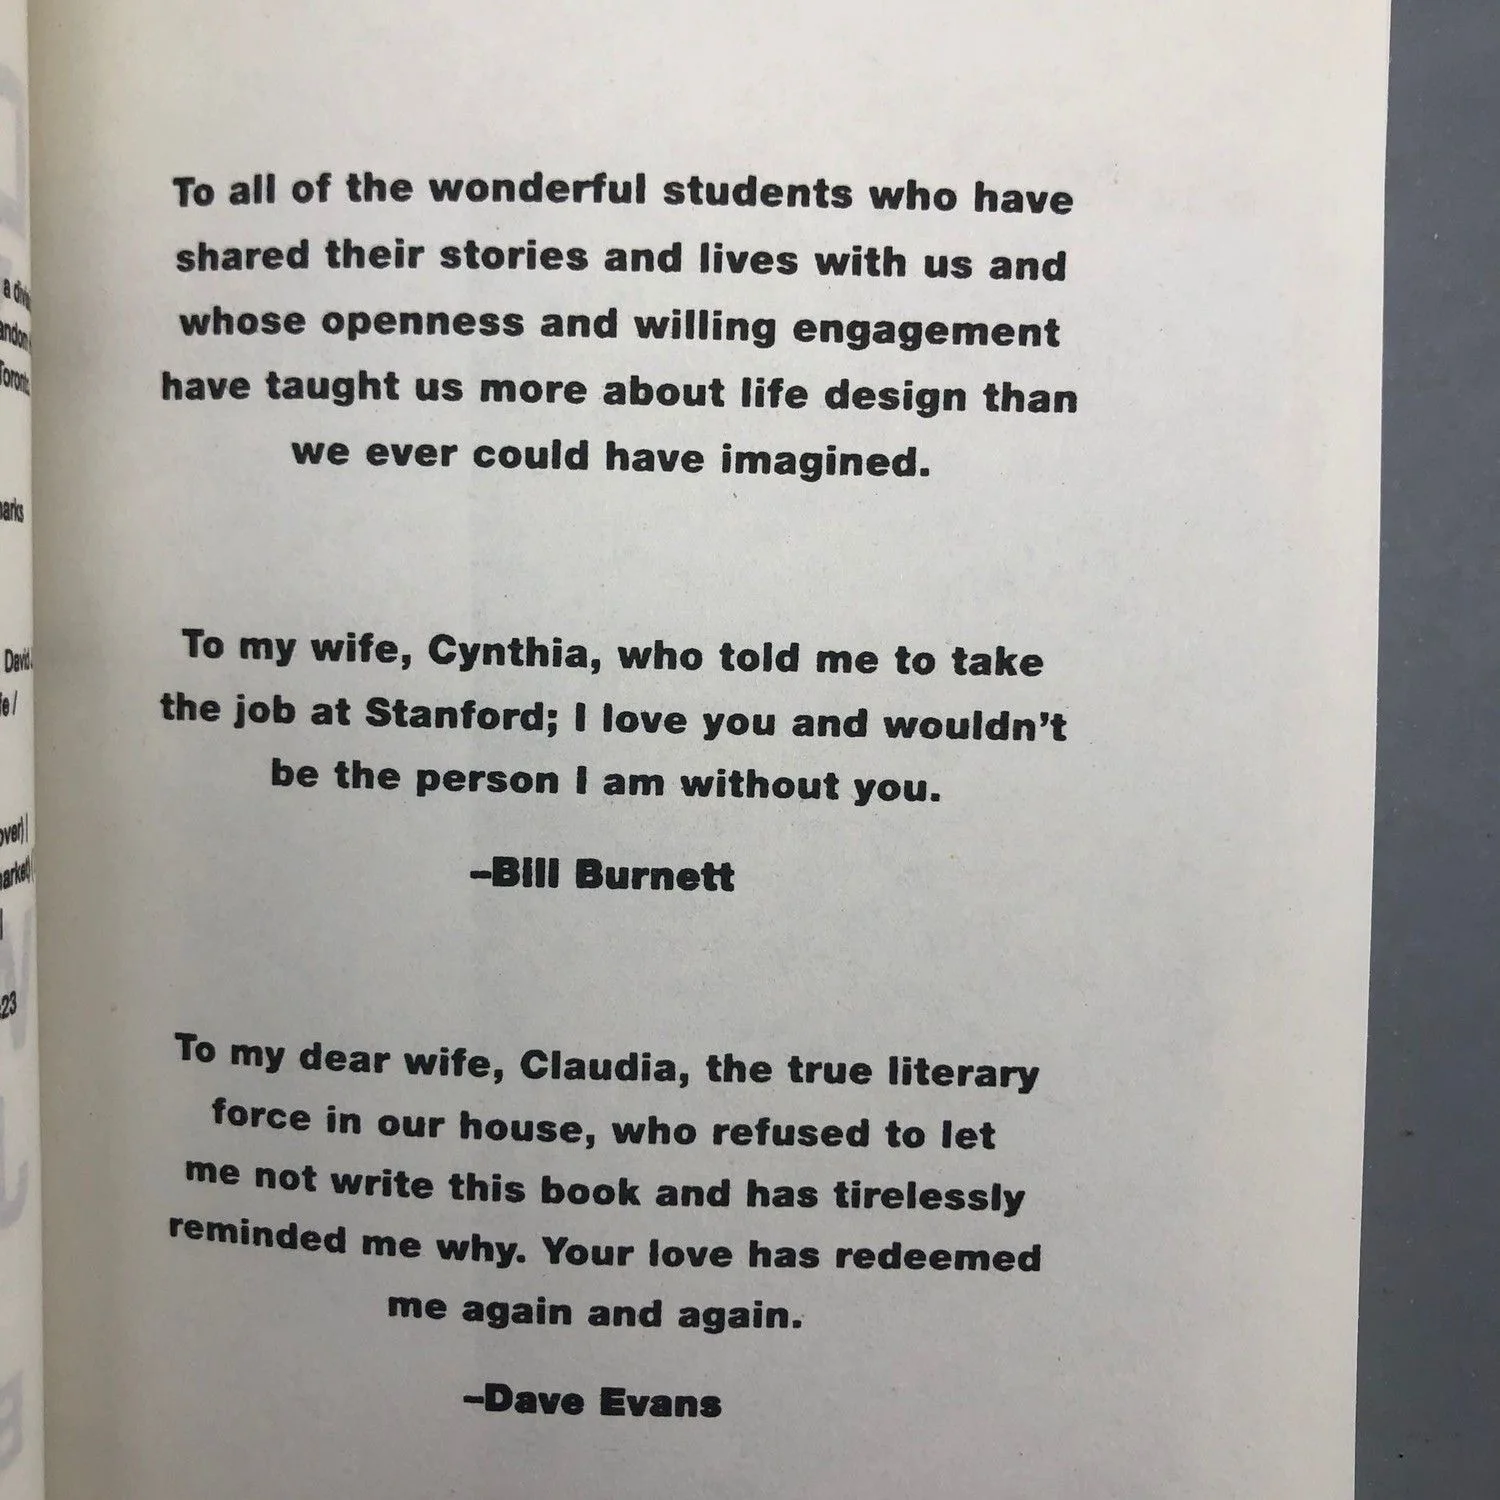 To all of the wonderful students who have
shared their stories and lives with us and
whose openness and willing engagement
have taught us more about life design than
we ever could have imagined.
To my wife, Cynthia, who told me to take
the job at Stanford; I love you and wouldn't
be the person I am without you.
–Bill Burnett
To my dear wife, Claudia, the true literary
force in our house, who refused to let
me not write this book and has tirelessly
reminded me why. Your love has redeemed
me again and again.
–Dave Evans